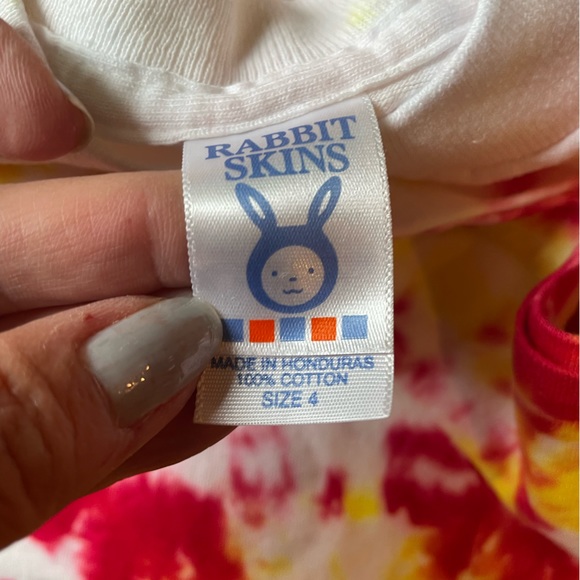 RABBIT
SKINS
MADE IN HONDURAS
100% COTTON
SIZE 4